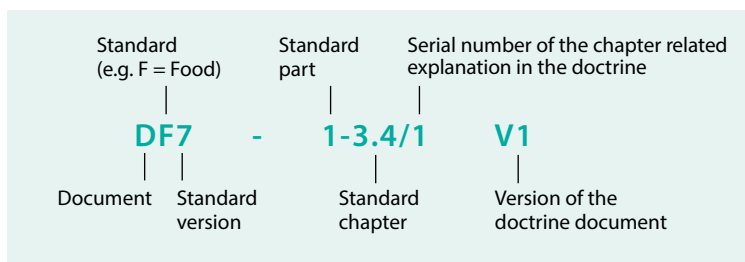 Standard
(e.g. F = Food)
Standard
part
Serial number of the chapter related
explanation in the doctrine
DF7 - 1-3.4/1 V1
Document
Standard
version
Standard
chapter
Version of the
doctrine document